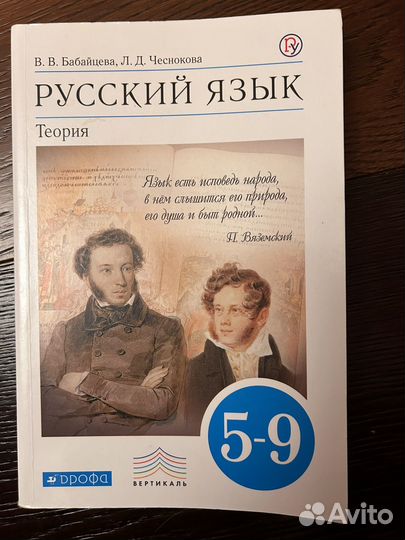 В. В. Бабайцева, Л. Д. Чеснокова
РУССКИЙ ЯЗЫК
Теория
Язык есть исповедь народа,
в нём слышится его природа,
его душа и быт родной...
П. Вяземский
5-9
ДРОФА
ВЕРТИКАЛЬ
Avito